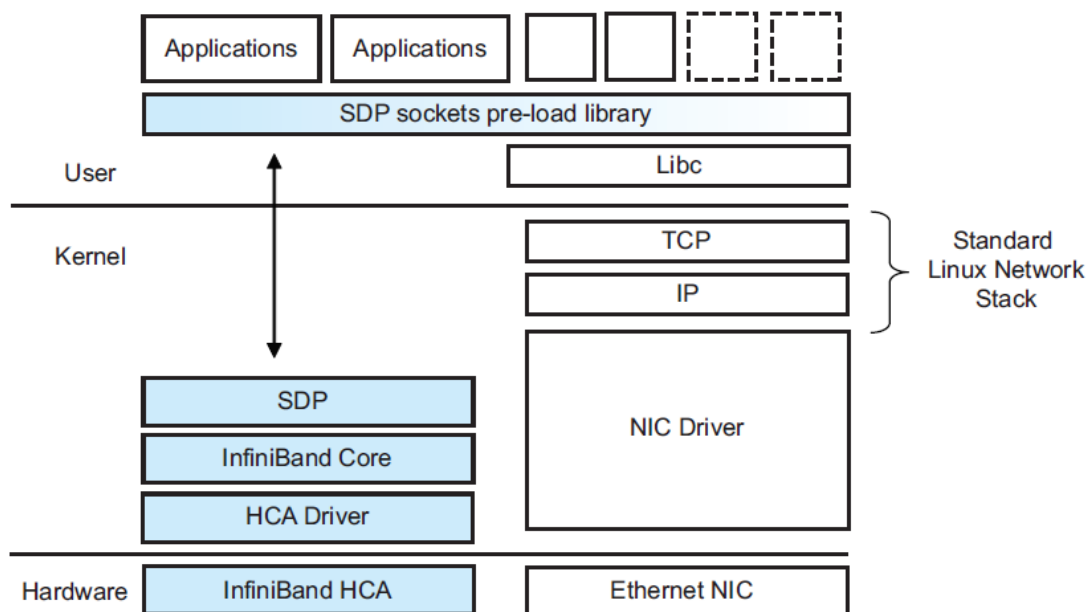 Applications
Applications
SDP sockets pre-load library
User
Libc
Kernel
TCP
IP
Standard
Linux Network
Stack
SDP
InfiniBand Core
HCA Driver
NIC Driver
Hardware
InfiniBand HCA
Ethernet NIC